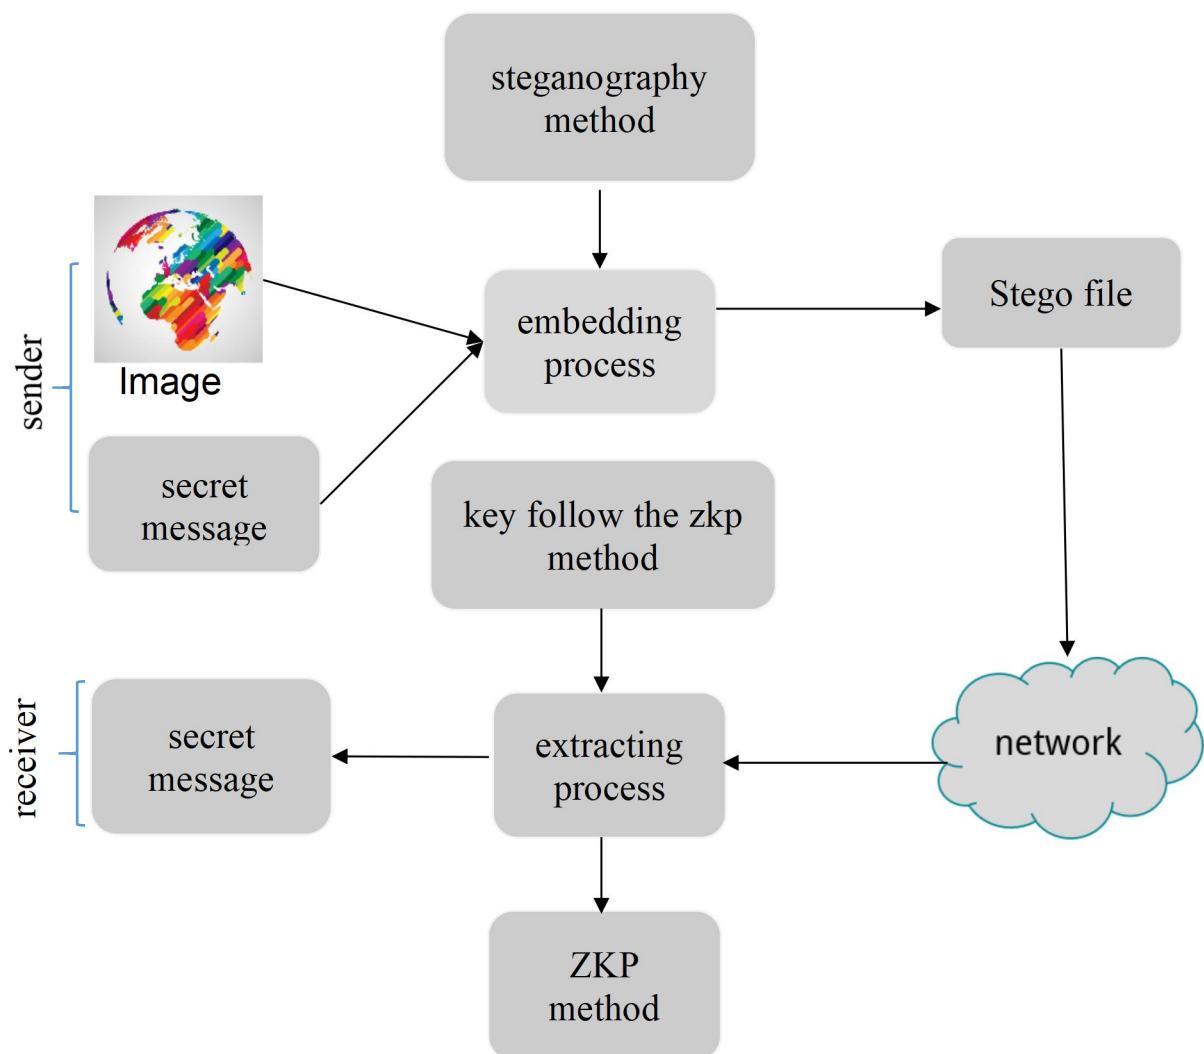 steganography
method
Image
sender
secret
message
embedding
process
Stego file
key follow the zkp
method
receiver
secret
message
extracting
process
network
ZKP
method